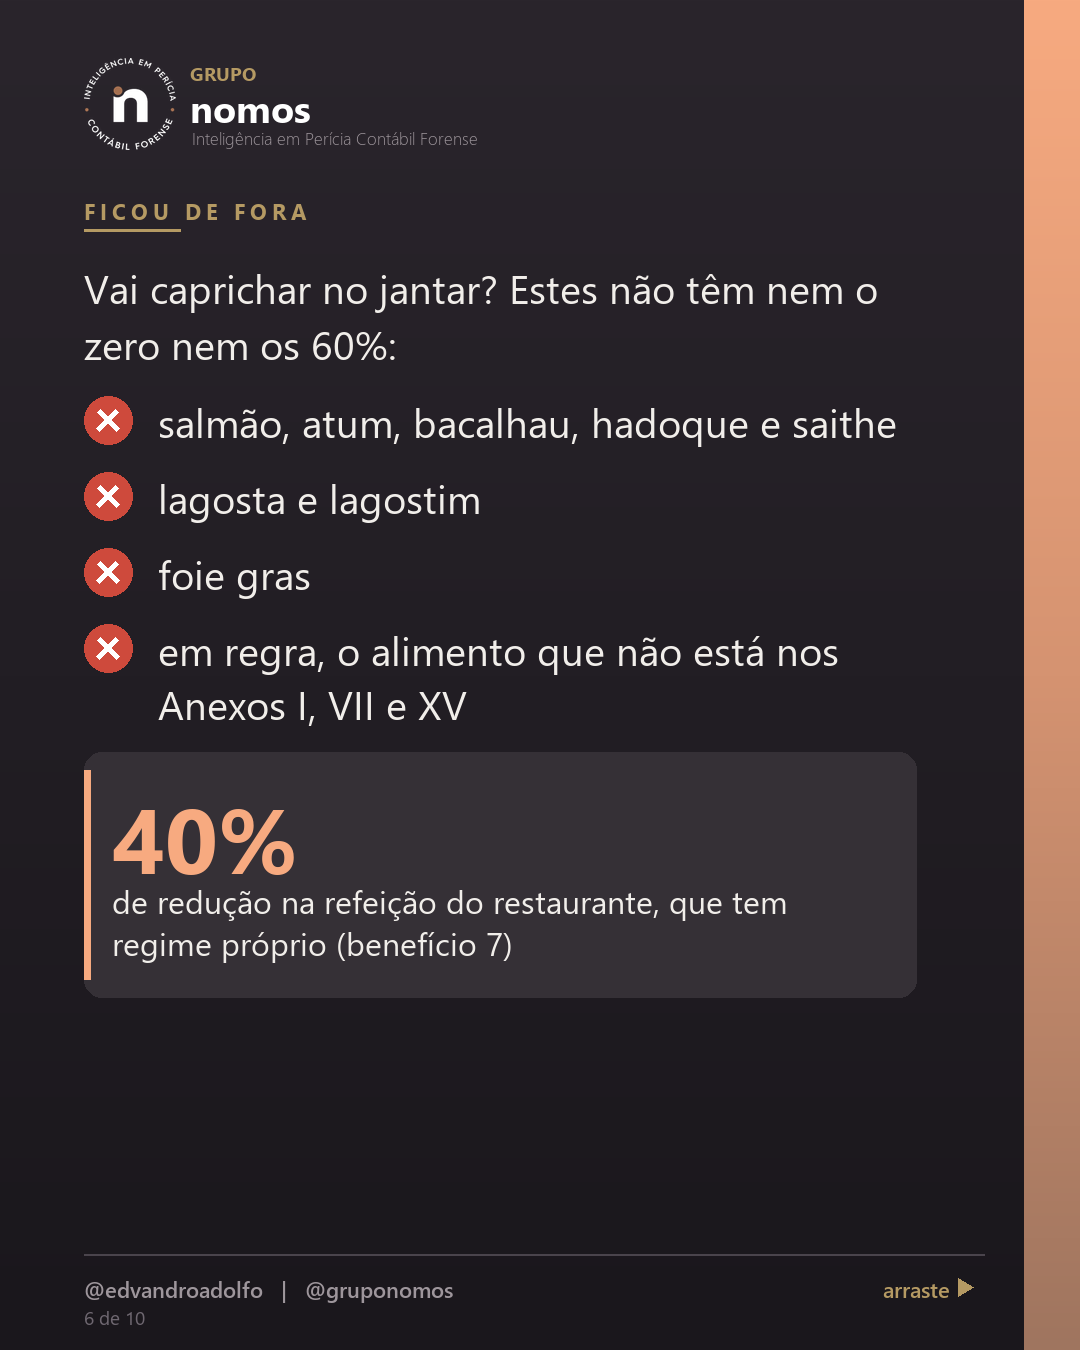 INTELIGÊNCIA EM PERÍCIA CONTÁBIL FORENSE
n
GRUPO
nomos
Inteligência em Perícia Contábil Forense
FICOU DE FORA
Vai caprichar no jantar? Estes não têm nem o
zero nem os 60%:
salmão, atum, bacalhau, hadoque e saithe
lagosta e lagostim
foie gras
em regra, o alimento que não está nos
Anexos I, VII e XV
40%
de redução na refeição do restaurante, que tem
regime próprio (benefício 7)
@edvandroadolfo | @gruponomos
arraste
6 de 10